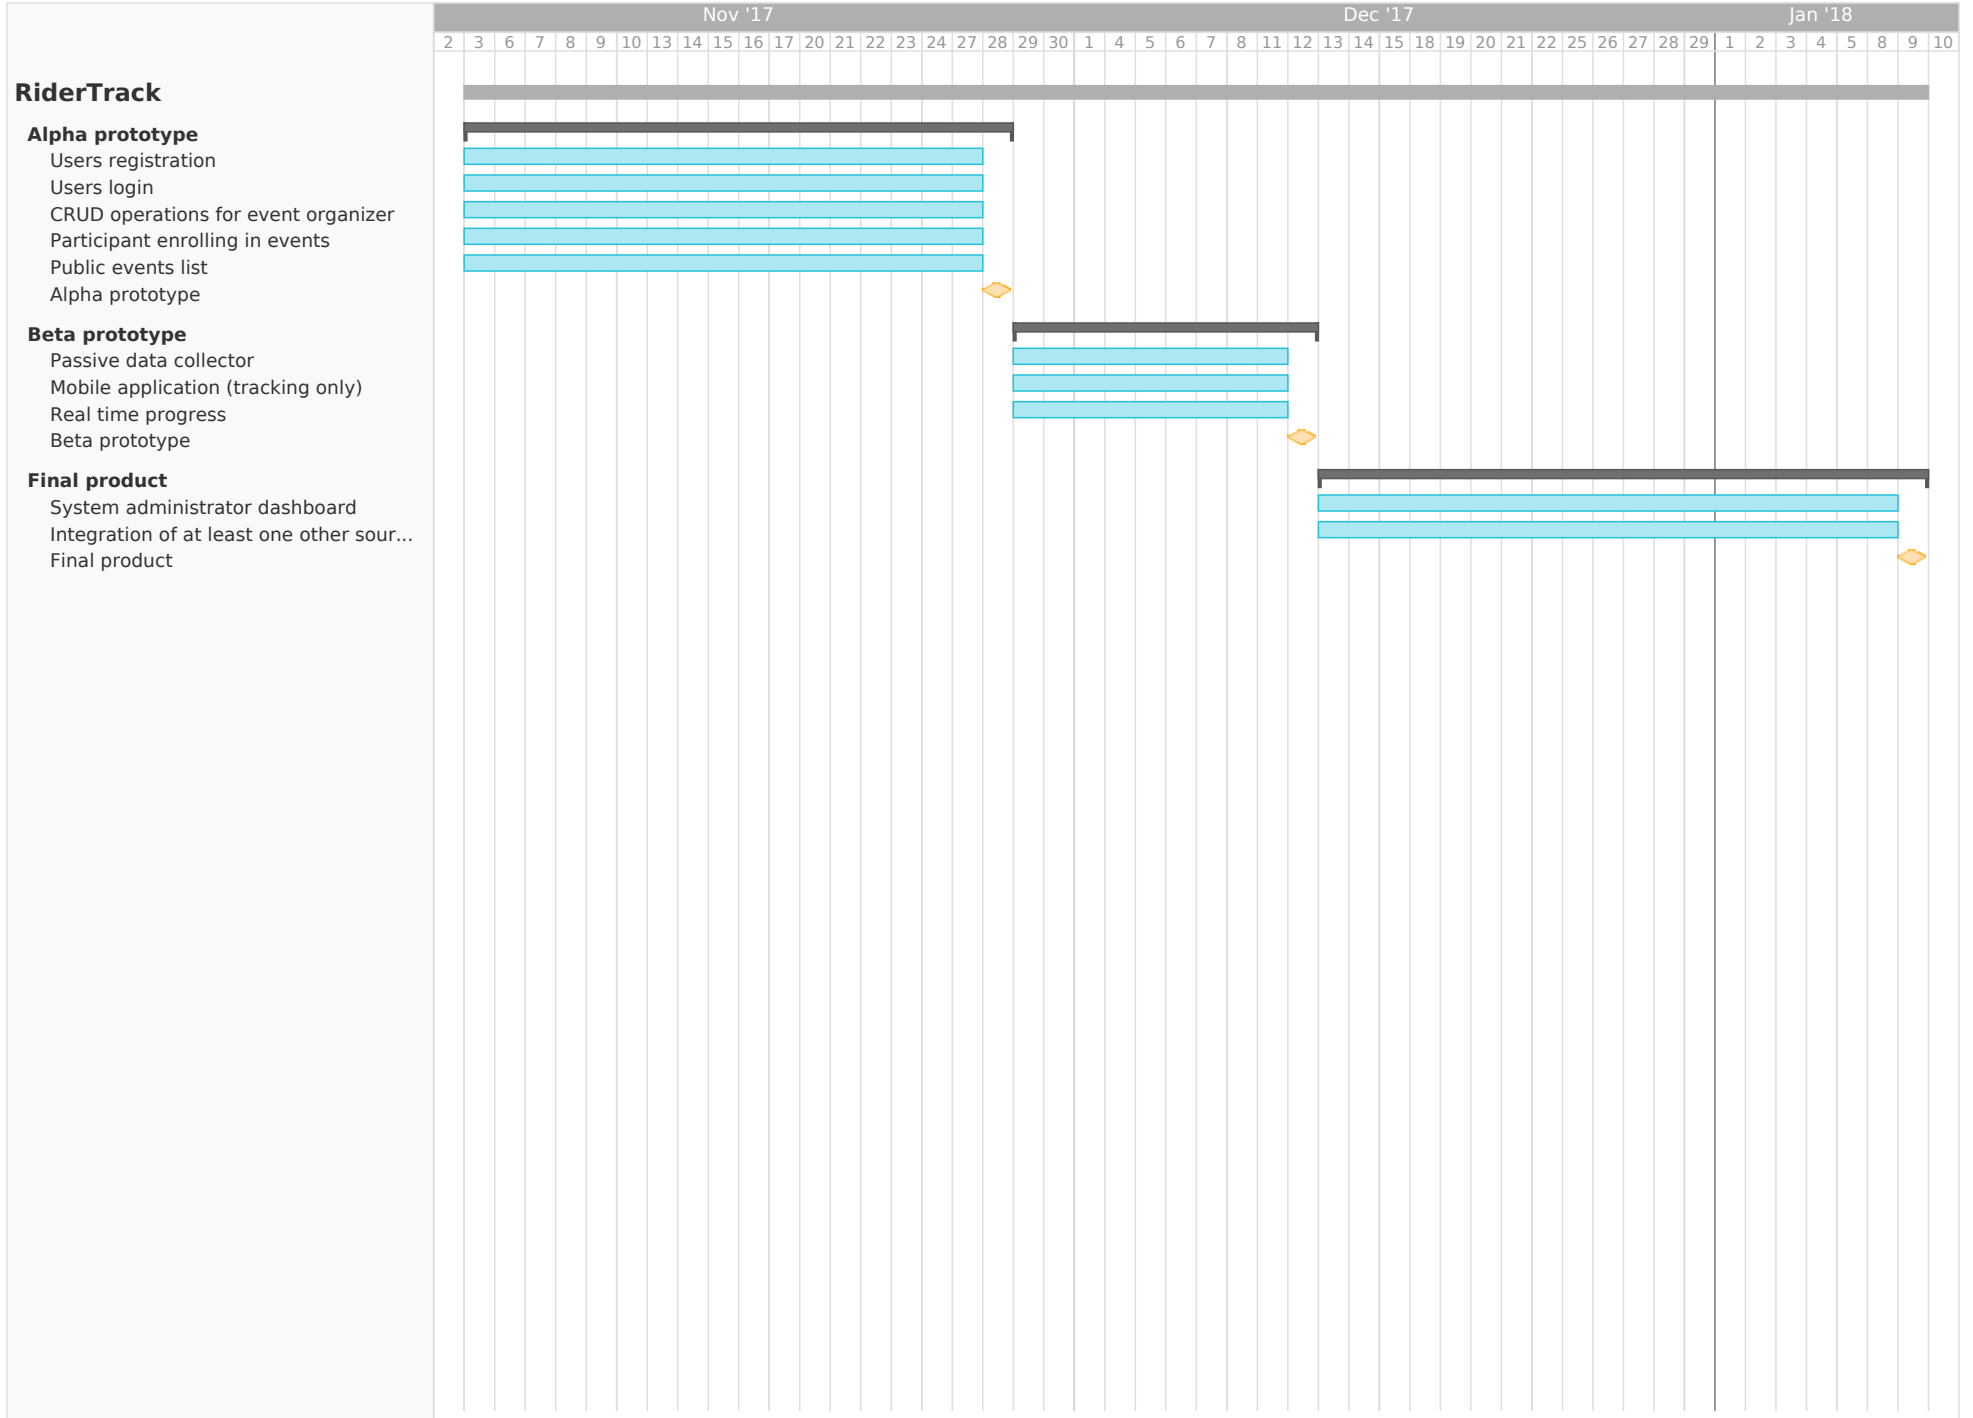 Nov '17 Dec '17 Jan '18
2 3 6 7 8 9 10 13 14 15 16 17 20 21 22 23 24 27 28 29 30 1 4 5 6 7 8 11 12 13 14 15 18 19 20 21 22 25 26 27 28 29 1 2 3 4 5 8 9 10
RiderTrack
Alpha prototype
Users registration
Users login
CRUD operations for event organizer
Participant enrolling in events
Public events list
Alpha prototype
Beta prototype
Passive data collector
Mobile application (tracking only)
Real time progress
Beta prototype
Final product
System administrator dashboard
Integration of at least one other sour...
Final product